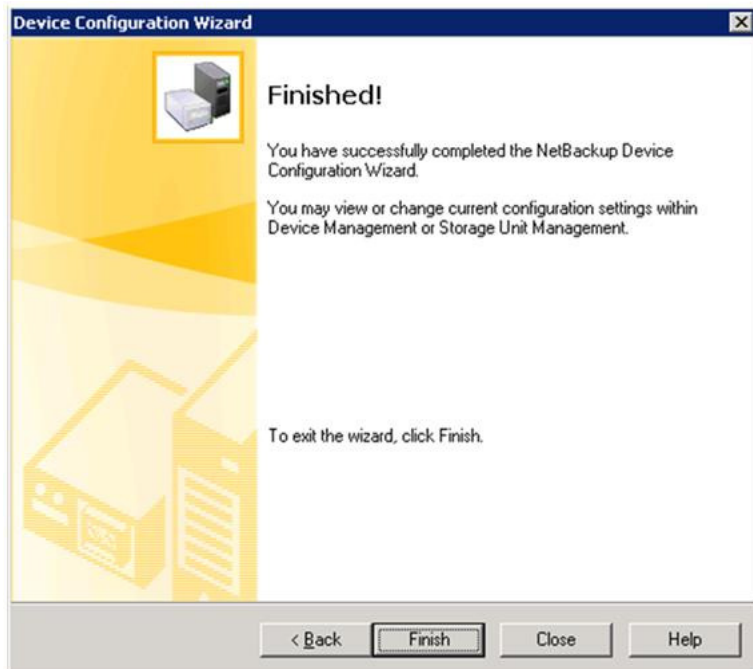 Device Configuration Wizard
Finished!
You have successfully completed the NetBackup Device
Configuration Wizard.
You may view or change current configuration settings within
Device Management or Storage Unit Management.
To exit the wizard, click Finish.
< Back
Finish
Close
Help